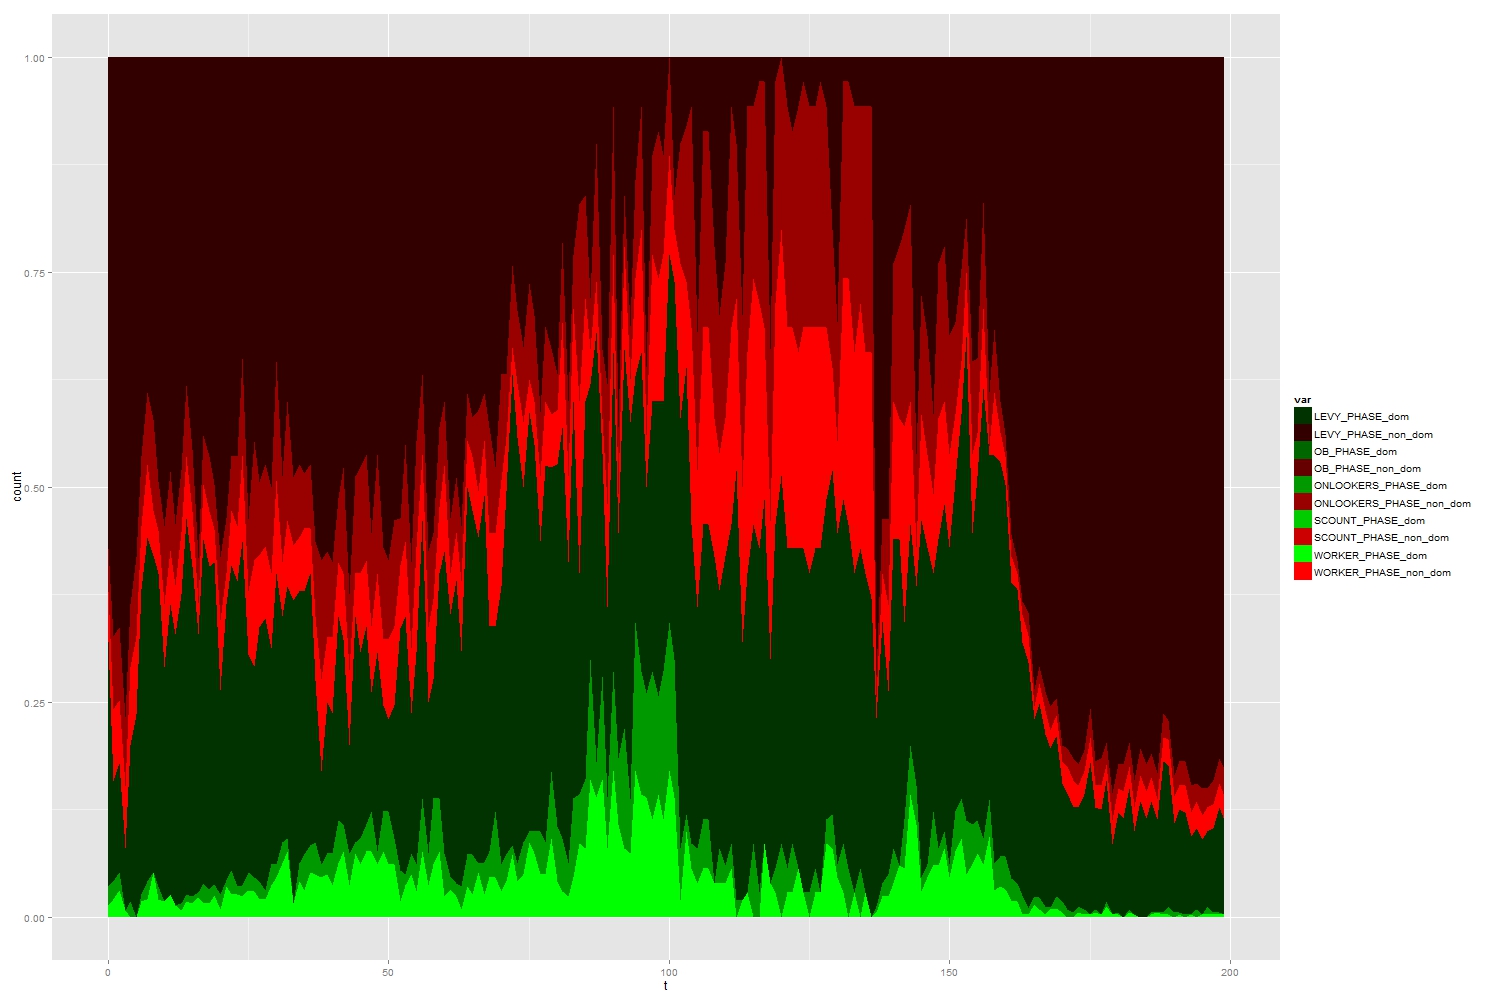 1.00
0.75
0.50
0.25
0.00
count
0
50
100
150
200
t
var
LEVY_PHASE_dom
LEVY_PHASE_non_dom
OB_PHASE_dom
OB_PHASE_non_dom
ONLOOKERS_PHASE_dom
ONLOOKERS_PHASE_non_dom
SCOUNT_PHASE_dom
SCOUNT_PHASE_non_dom
WORKER_PHASE_dom
WORKER_PHASE_non_dom